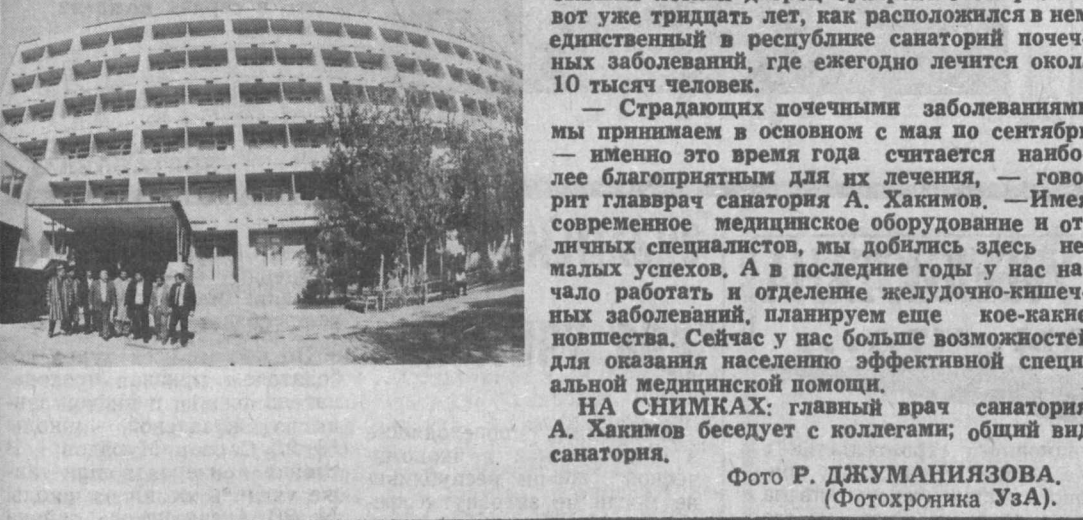 вот уже тридцать лет, как расположился в нем
единственный в республике санаторий почеч-
ных заболеваний, где ежегодно лечится окол
10 тысяч человек.
— Страдающих почечными заболеваниями
мы принимаем в основном с мая по сентябр
— именно это время года считается наибо-
лее благоприятным для их лечения, — гово-
рит главврач санатория А. Хакимов. — Имея
современное медицинское оборудование и от-
личных специалистов, мы добились здесь не-
малых успехов. А в последние годы у нас на-
чало работать и отделение желудочно-кишеч-
ных заболеваний, планируем еще кое-какие
новшества. Сейчас у нас больше возможностей
для оказания населению эффективной специ-
альной медицинской помощи.
НА СНИМКАХ: главный врач санатория
А. Хакимов беседует с коллегами; общий вид
санатория.
Фото Р. ДЖУМАНИЯЗОВА.
(Фотохроника УзА).